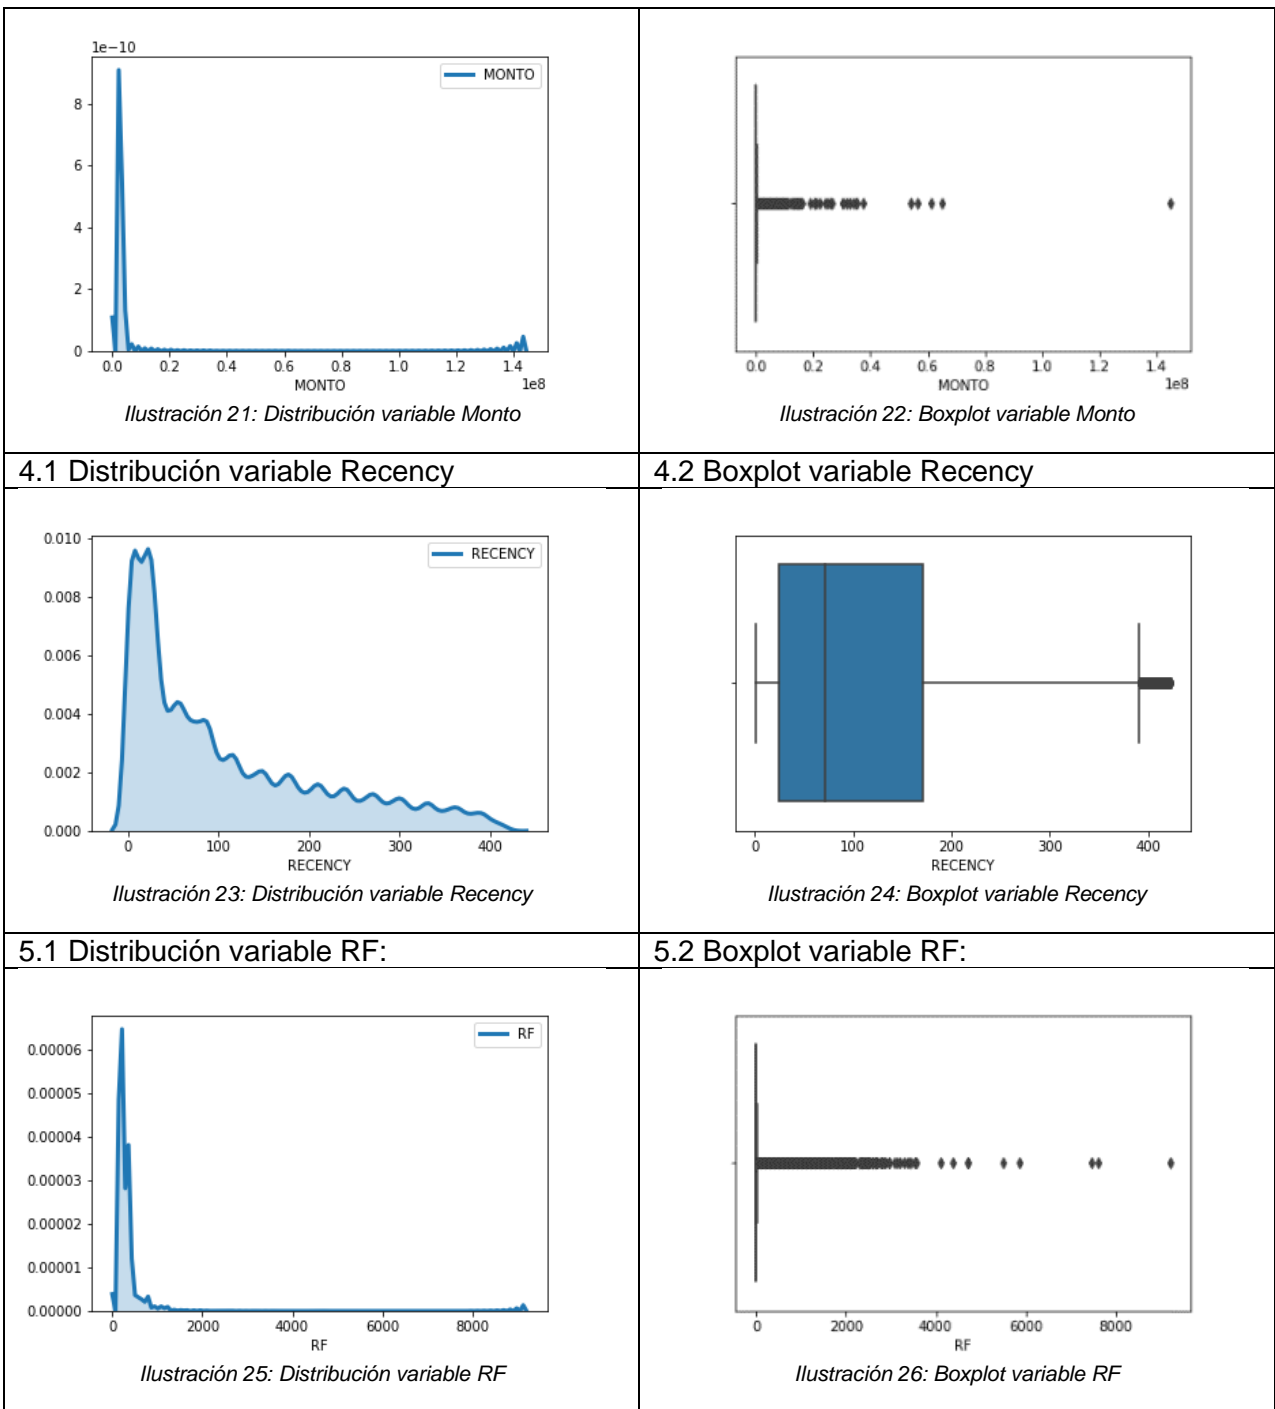 1e−10
MONTO
8
6
4
2
0
0.0 0.2 0.4 0.6 0.8 1.0 1.2 1.4
MONTO
1e8
Ilustración 21: Distribución variable Monto
0.0 0.2 0.4 0.6 0.8 1.0 1.2 1.4
MONTO
1e8
Ilustración 22: Boxplot variable Monto
4.1 Distribución variable Recency
4.2 Boxplot variable Recency
0.010
RECENCY
0.008
0.006
0.004
0.002
0.000
0 100 200 300 400
RECENCY
Ilustración 23: Distribución variable Recency
0 100 200 300 400
RECENCY
Ilustración 24: Boxplot variable Recency
5.1 Distribución variable RF:
5.2 Boxplot variable RF:
RF
0.00006
0.00005
0.00004
0.00003
0.00002
0.00001
0.00000
0 2000 4000 6000 8000
RF
Ilustración 25: Distribución variable RF
0 2000 4000 6000 8000
RF
Ilustración 26: Boxplot variable RF